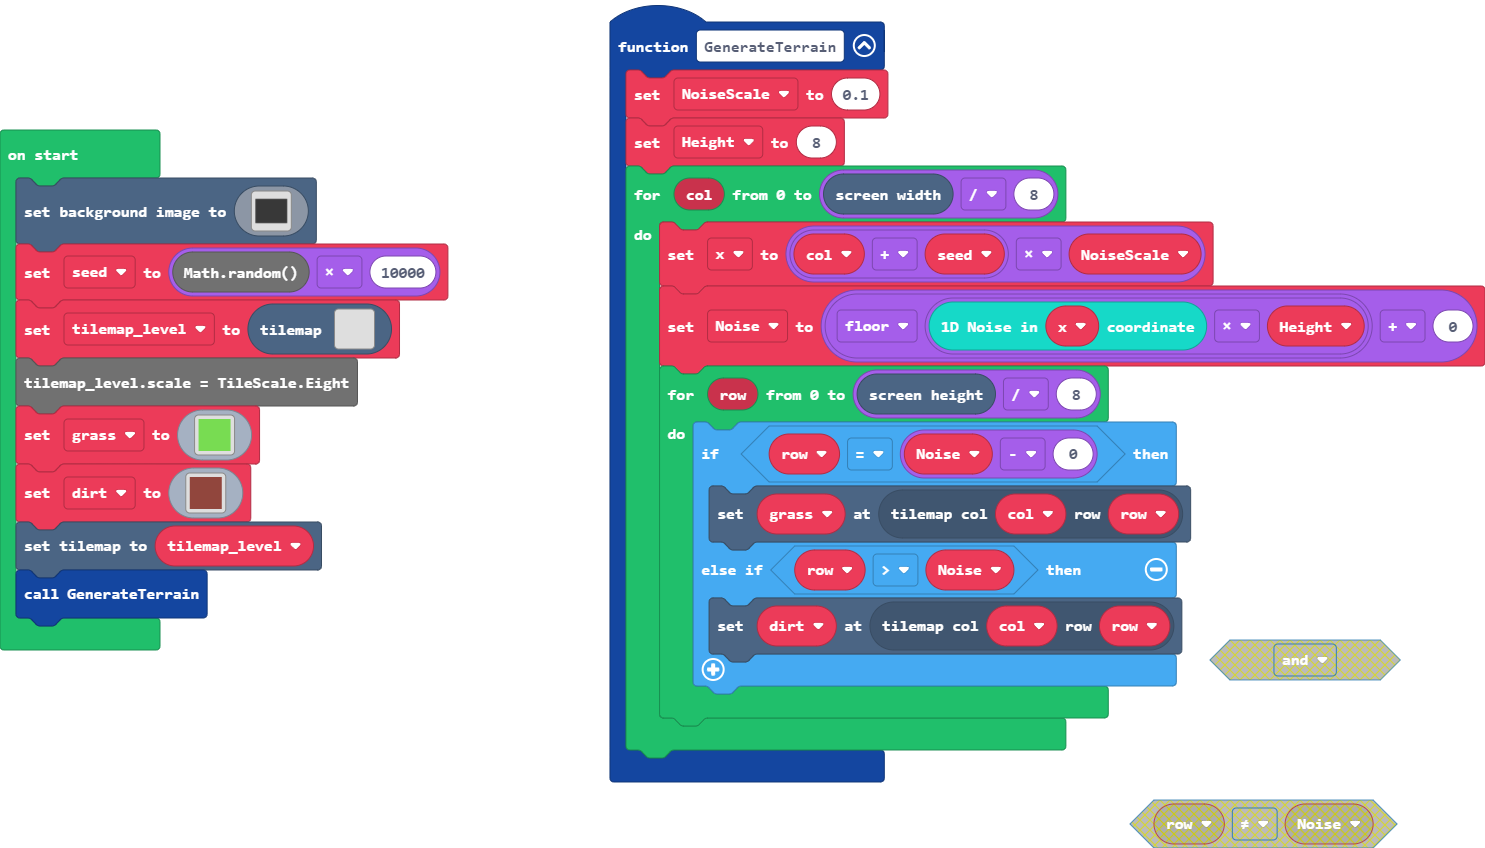 on start
set background image to
set seed to Math.random() × 10000
set tilemap_level to tilemap
tilemap_level.scale = TileScale.Eight
set grass to
set dirt to
set tilemap to tilemap_level
call GenerateTerrain
function GenerateTerrain
set NoiseScale to 0.1
set Height to 8
for col from 0 to screen width / 8
do
set x to col + seed × NoiseScale
set Noise to floor 1D Noise in x coordinate × Height + 0
for row from 0 to screen height / 8
do
if row = Noise - 0 then
set grass at tilemap col col row row
else if row > Noise then
set dirt at tilemap col col row row
and
row ≠ Noise